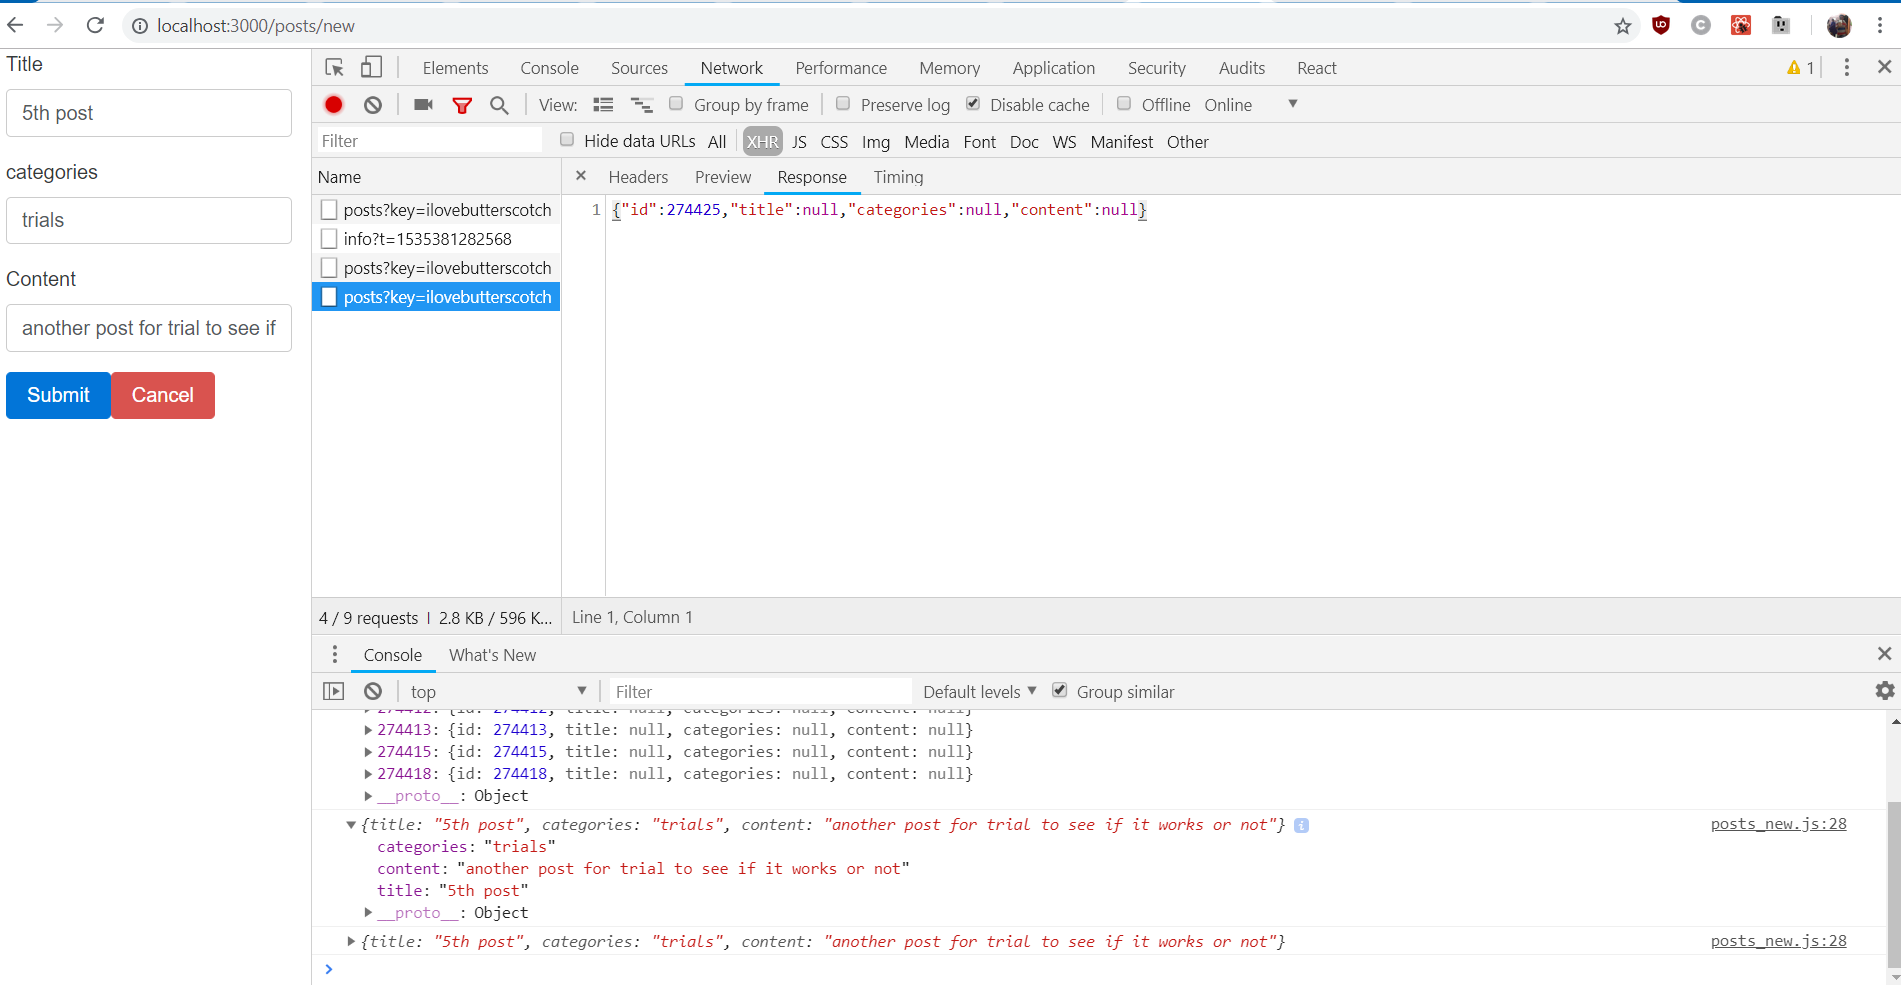 localhost:3000/posts/new
Title
5th post
categories
trials
Content
another post for trial to see if
Submit Cancel
Elements Console Sources Network Performance Memory Application Security Audits React 1
View: Group by frame Preserve log Disable cache Offline Online
Filter Hide data URLs All XHR JS CSS Img Media Font Doc WS Manifest Other
Name
Headers Preview Response Timing
posts?key=ilovebutterscotch
info?t=1535381282568
posts?key=ilovebutterscotch
posts?key=ilovebutterscotch
1 {"id":274425,"title":null,"categories":null,"content":null}
4 / 9 requests | 2.8 KB / 596 K...
Line 1, Column 1
Console What's New
top Filter Default levels Group similar
274412: {id: 274412, title: null, categories: null, content: null}
274413: {id: 274413, title: null, categories: null, content: null}
274415: {id: 274415, title: null, categories: null, content: null}
274418: {id: 274418, title: null, categories: null, content: null}
__proto__: Object
{title: "5th post", categories: "trials", content: "another post for trial to see if it works or not"} i posts_new.js:28
categories: "trials"
content: "another post for trial to see if it works or not"
title: "5th post"
__proto__: Object
{title: "5th post", categories: "trials", content: "another post for trial to see if it works or not"} posts_new.js:28